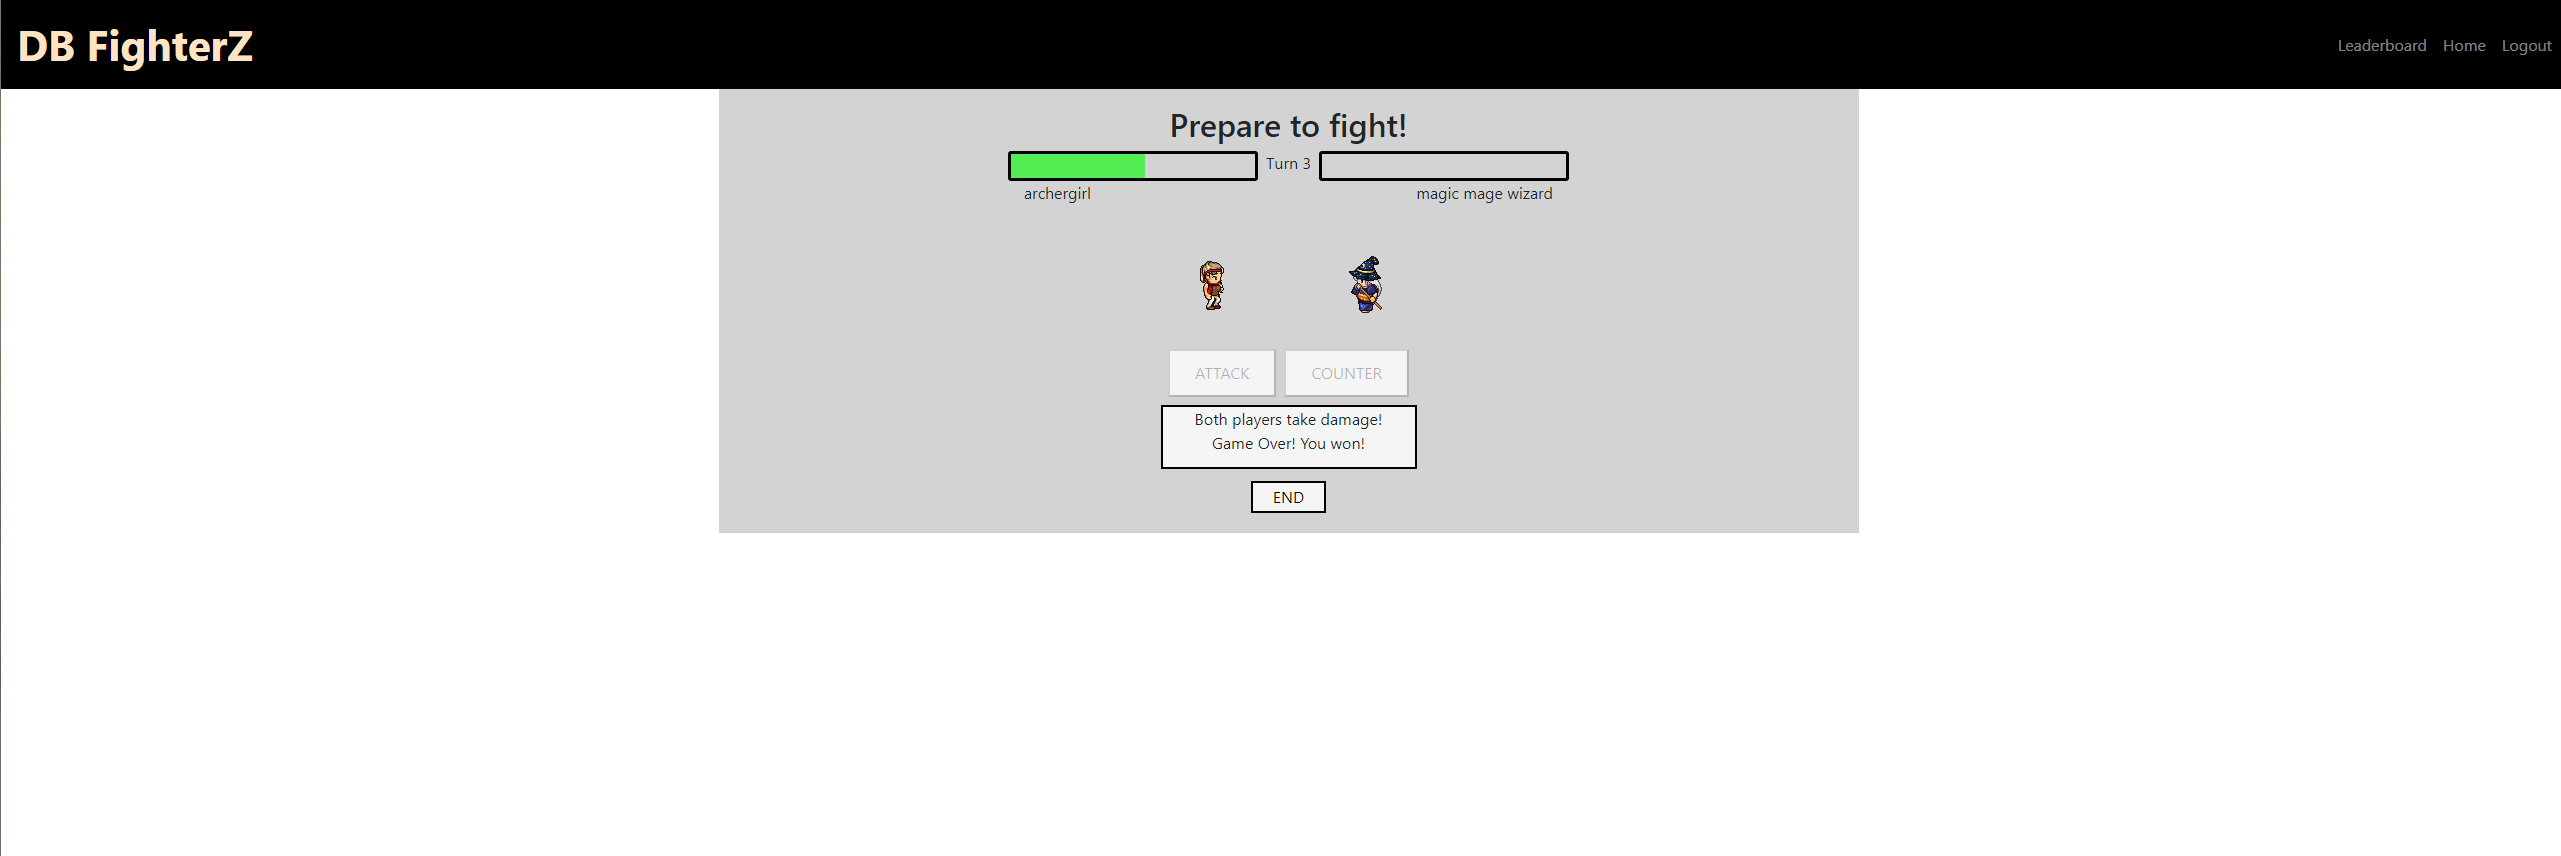 DB FighterZ
Leaderboard Home Logout
Prepare to fight!
Turn 3
archergirl
magic mage wizard
ATTACK
COUNTER
Both players take damage!
Game Over! You won!
END